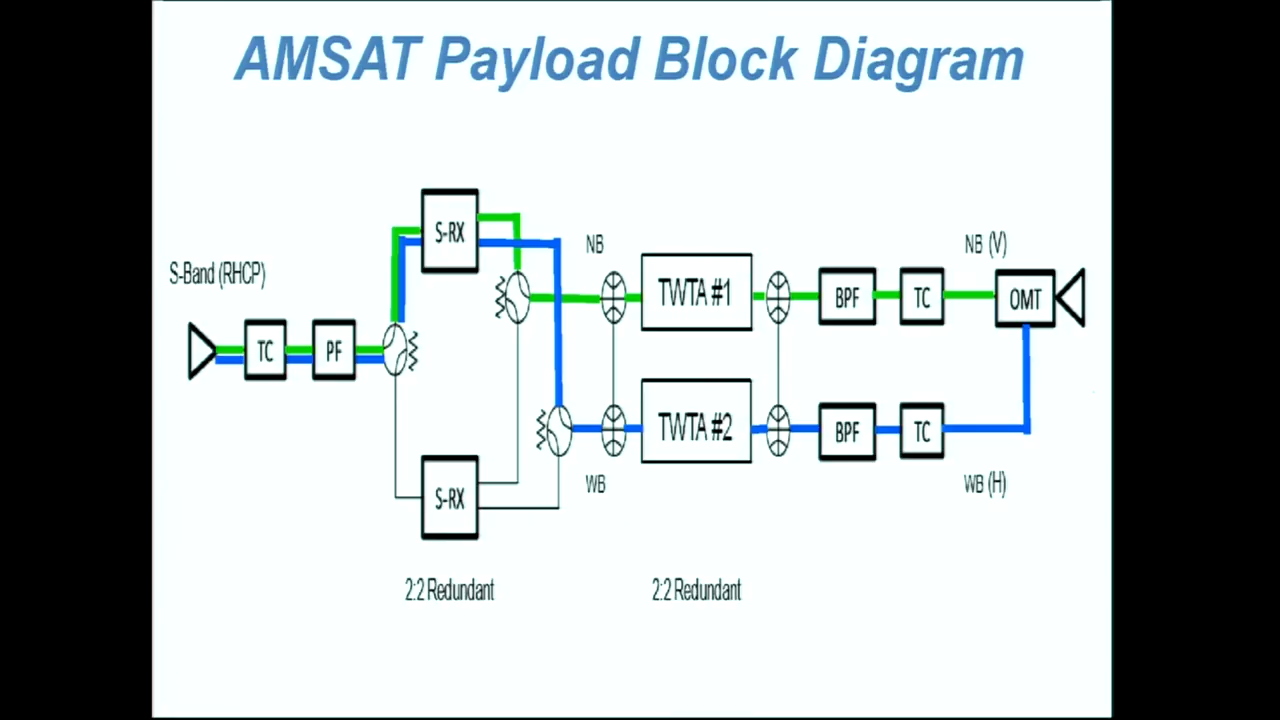 AMSAT Payload Block Diagram
S-Band (RHCP)
TC
PF
S-RX
S-RX
2:2 Redundant
NB
TWTA #1
TWTA #2
WB
2:2 Redundant
BPF
TC
BPF
TC
NB (V)
OMT
WB (H)